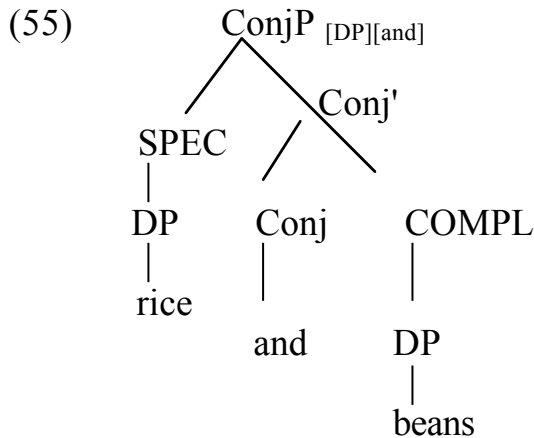 (55) ConjP [DP][and]
Conj'
SPEC
DP Conj COMPL
rice
and DP
beans